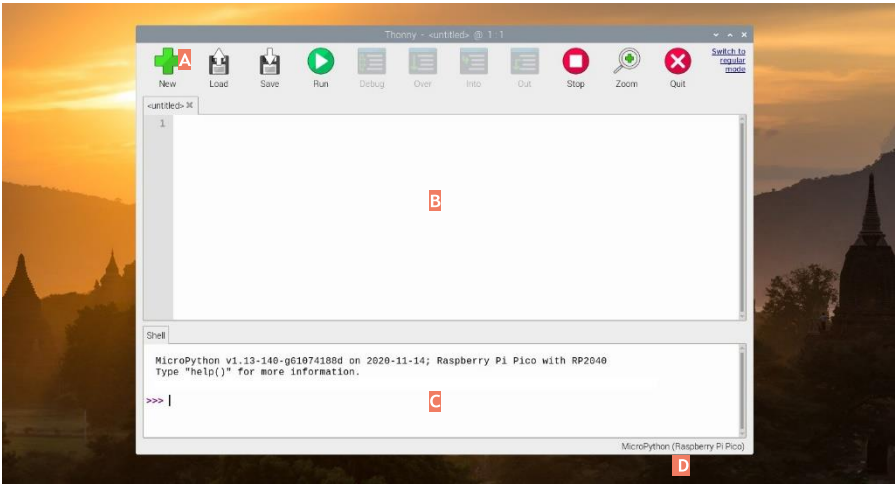 Thonny - <untitled> @ 1 : 1
A
New Load Save Run Debug Over Into Out Stop Zoom Quit
Switch to
regular
mode
<untitled>
1
B
Shell
MicroPython v1.13-140-g61074188d on 2020-11-14; Raspberry Pi Pico with RP2040
Type "help()" for more information.
>>>
C
MicroPython (Raspberry Pi Pico)
D